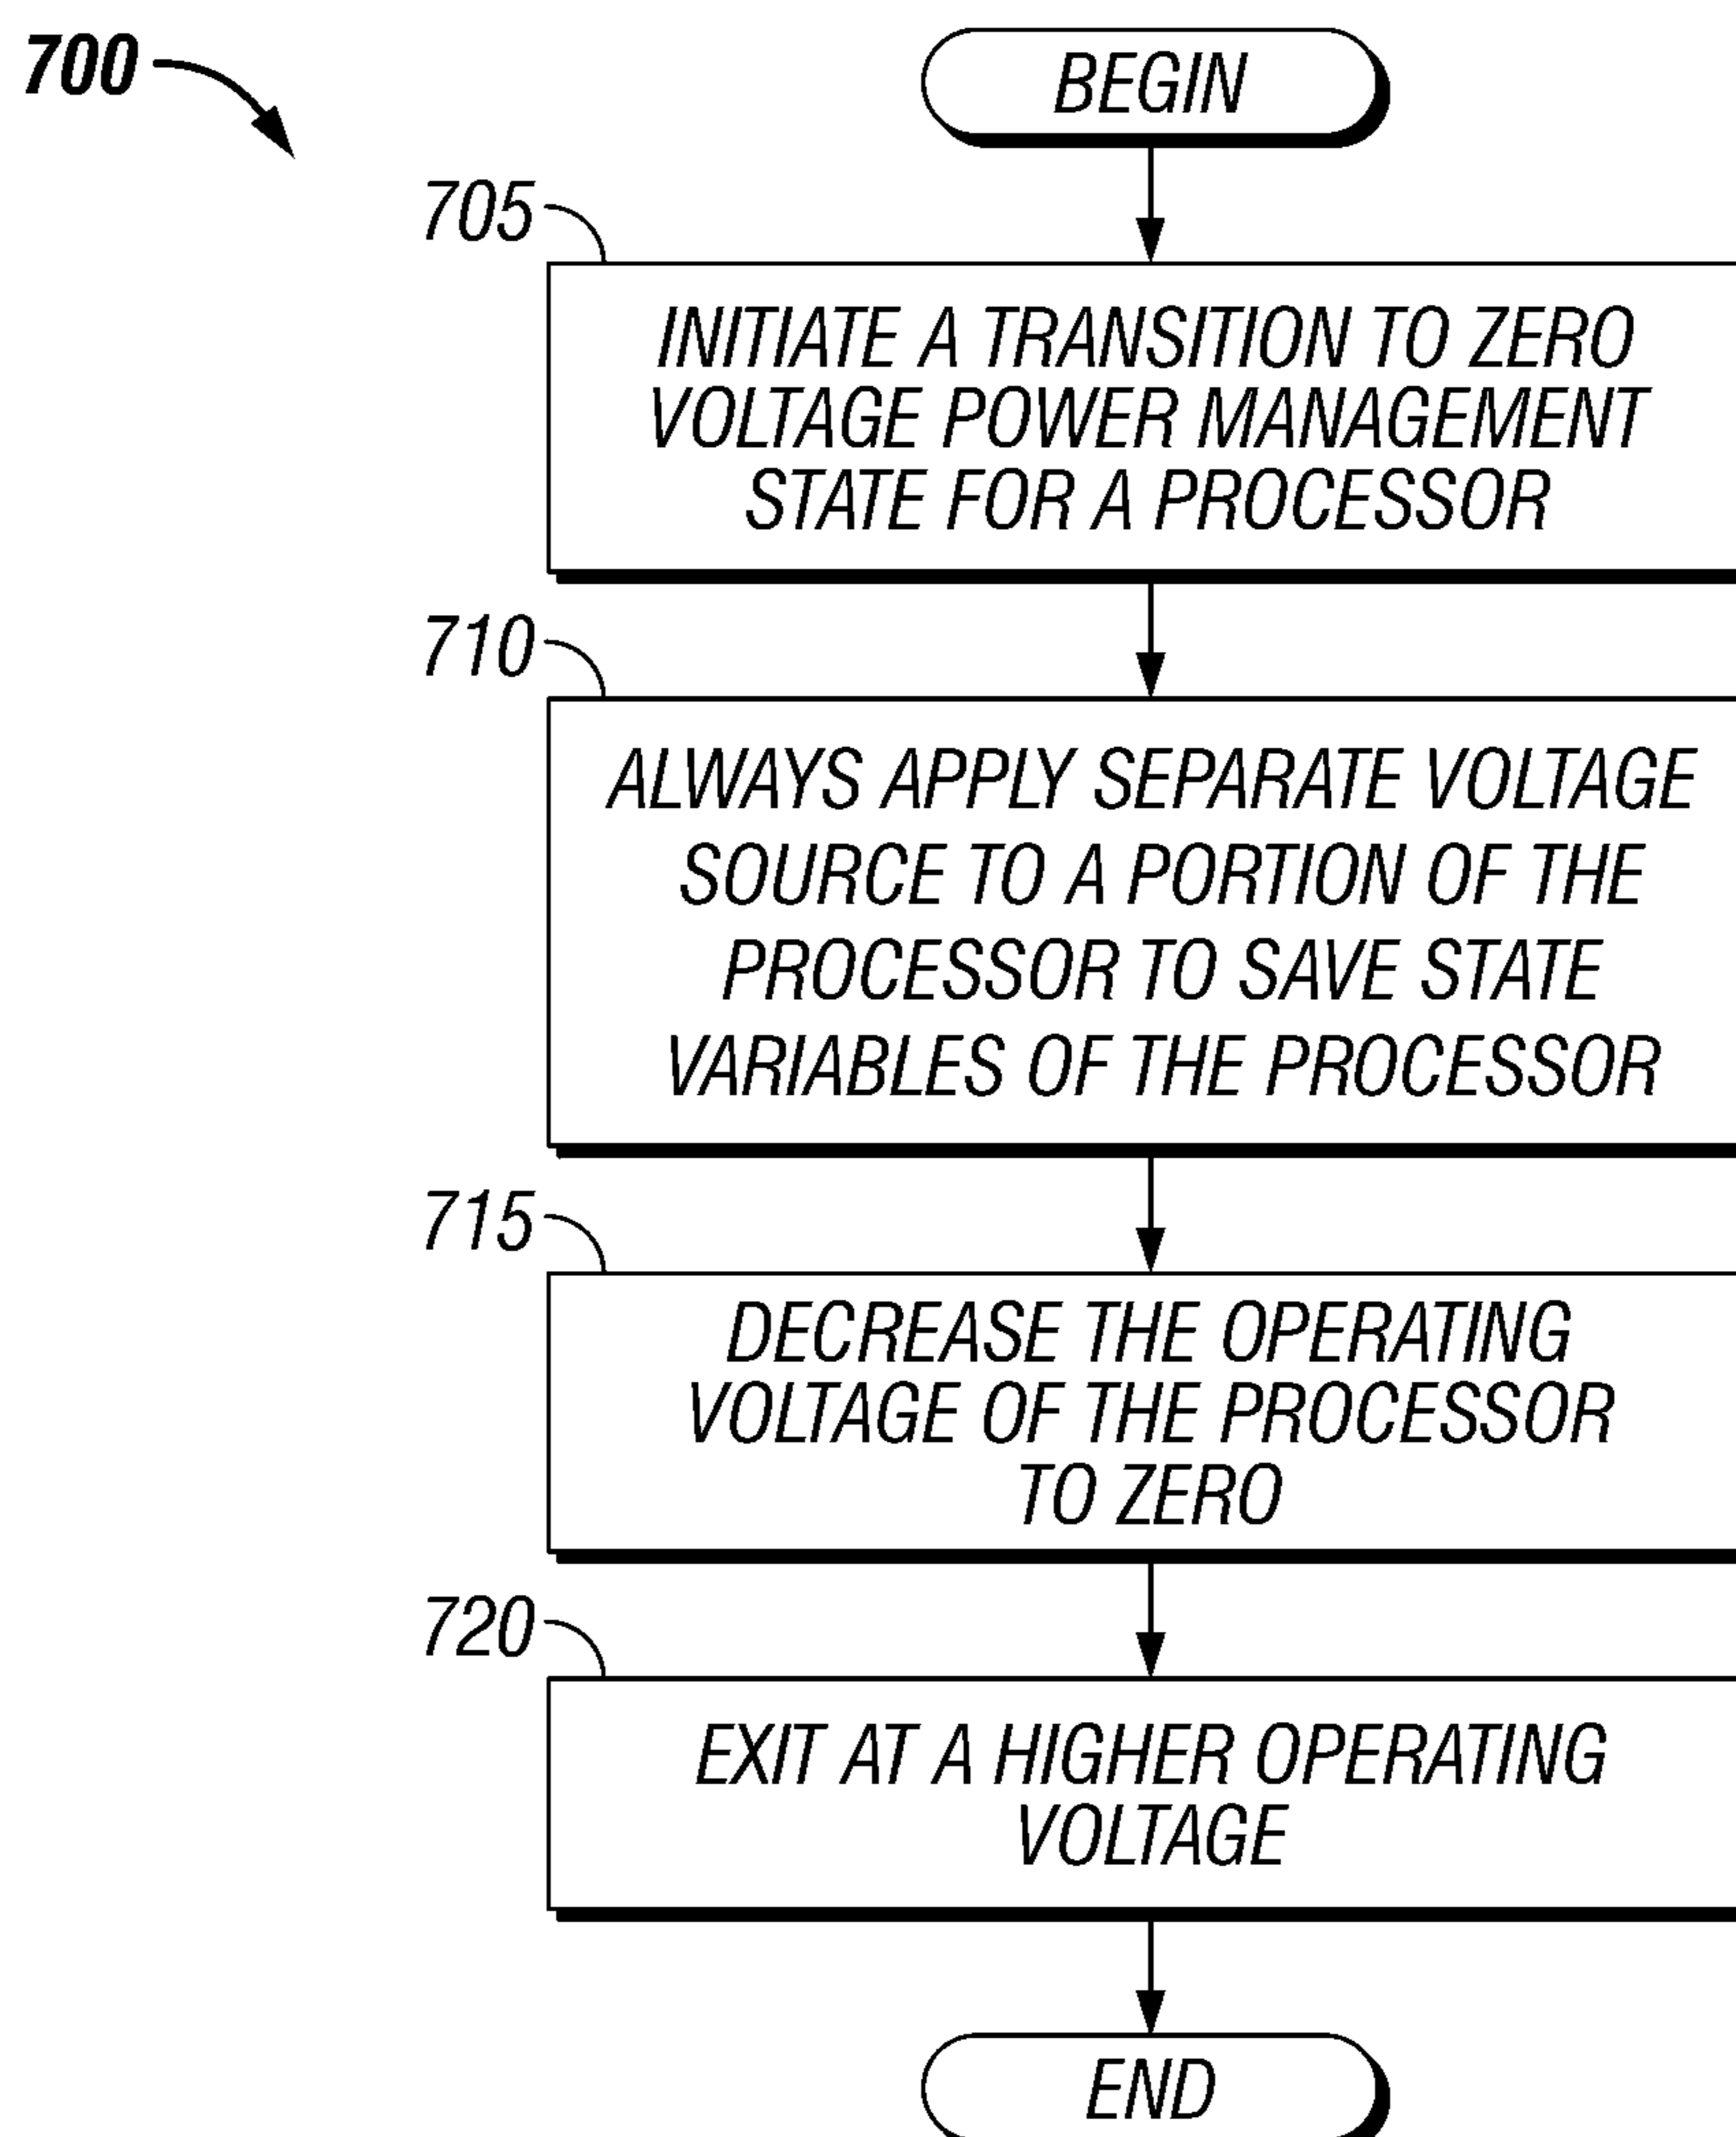 700
BEGIN
705
INITIATE A TRANSITION TO ZERO
VOLTAGE POWER MANAGEMENT
STATE FOR A PROCESSOR
710
ALWAYS APPLY SEPARATE VOLTAGE
SOURCE TO A PORTION OF THE
PROCESSOR TO SAVE STATE
VARIABLES OF THE PROCESSOR
715
DECREASE THE OPERATING
VOLTAGE OF THE PROCESSOR
TO ZERO
720
EXIT AT A HIGHER OPERATING
VOLTAGE
END